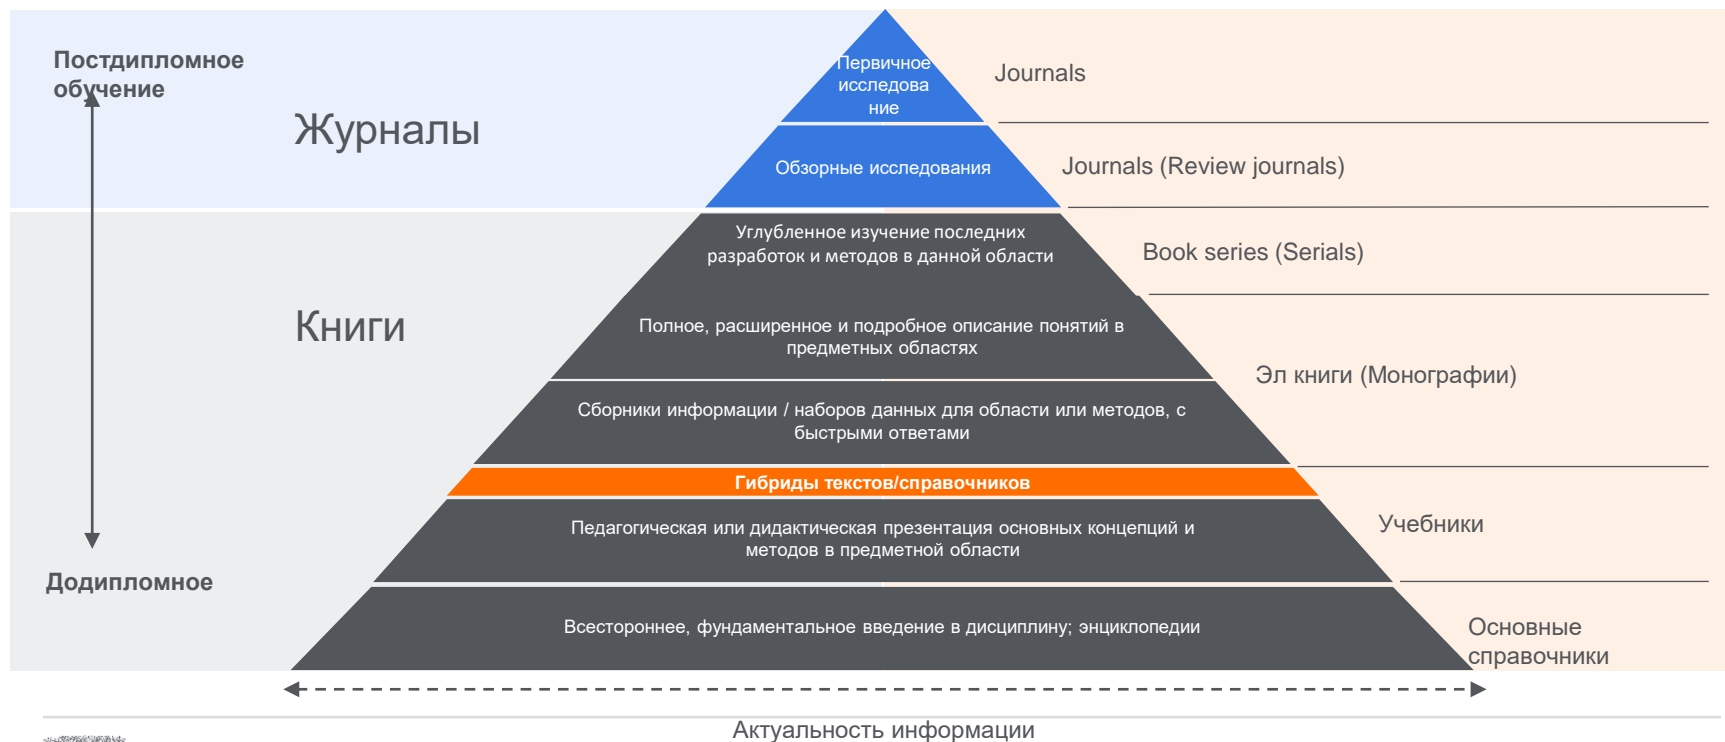 Постдипломное
обучение
Журналы
Первичное
исследова
ние
Journals
Обзорные исследования
Journals (Review journals)
Углубленное изучение последних
разработок и методов в данной области
Book series (Serials)
Книги
Полное, расширенное и подробное описание понятий в
предметных областях
Эл книги (Монографии)
Сборники информации / наборов данных для области или методов, с
быстрыми ответами
Гибриды текстов/справочников
Педагогическая или дидактическая презентация основных концепций и
методов в предметной области
Учебники
Додипломное
Всестороннее, фундаментальное введение в дисциплину; энциклопедии
Основные
справочники
Актуальность информации